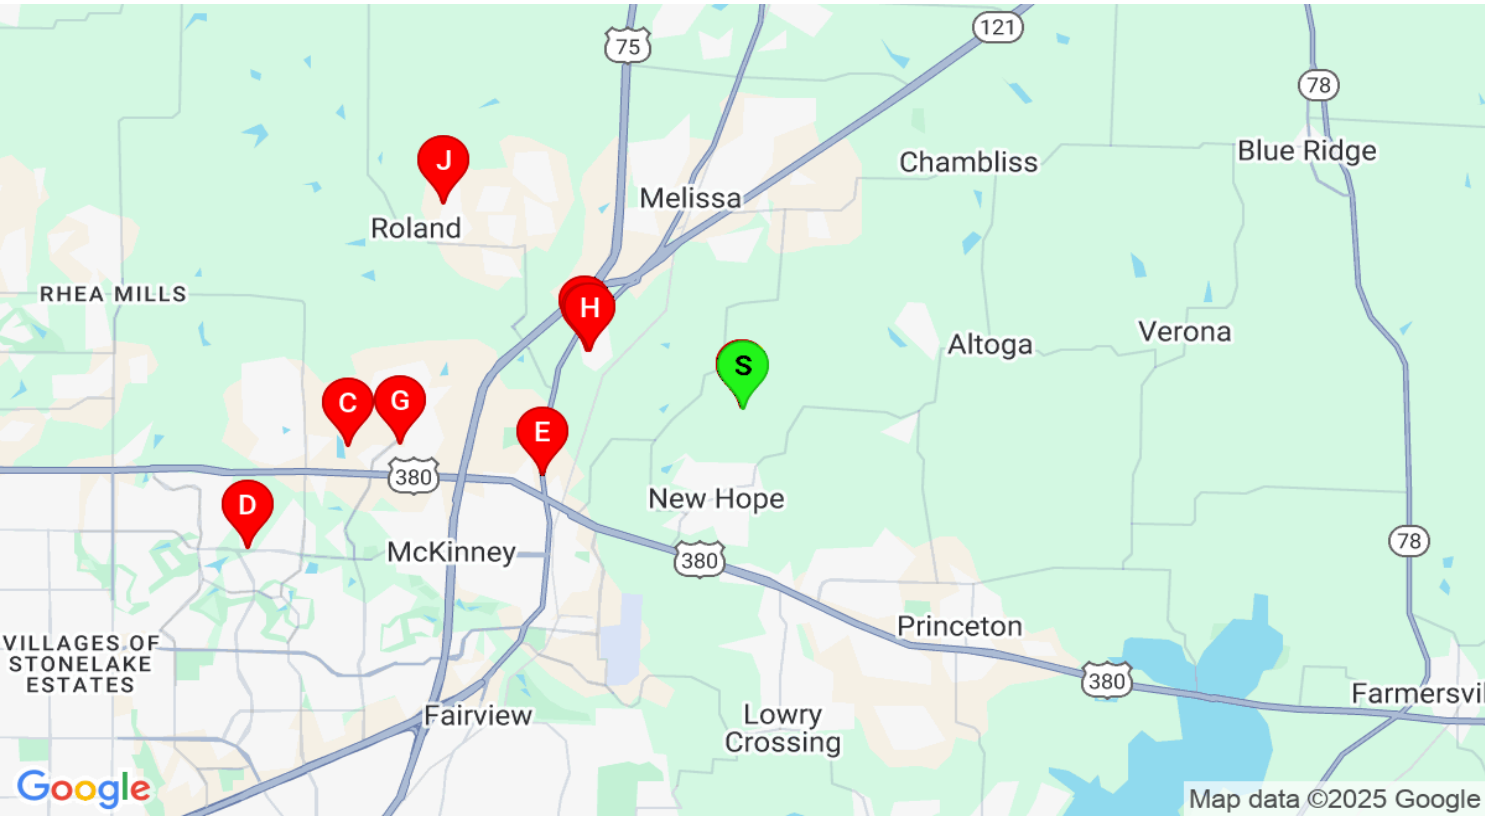 75
121
78
Blue Ridge
Chambliss
J
Melissa
Roland
RHEA MILLS
H
Verona
Altoga
S
C
G
E
380
New Hope
D
McKinney
380
78
Princeton
VILLAGES OF
STONELAKE
ESTATES
380
Farmersvil
Fairview
Lowry
Crossing
Google
Map data ©2025 Google